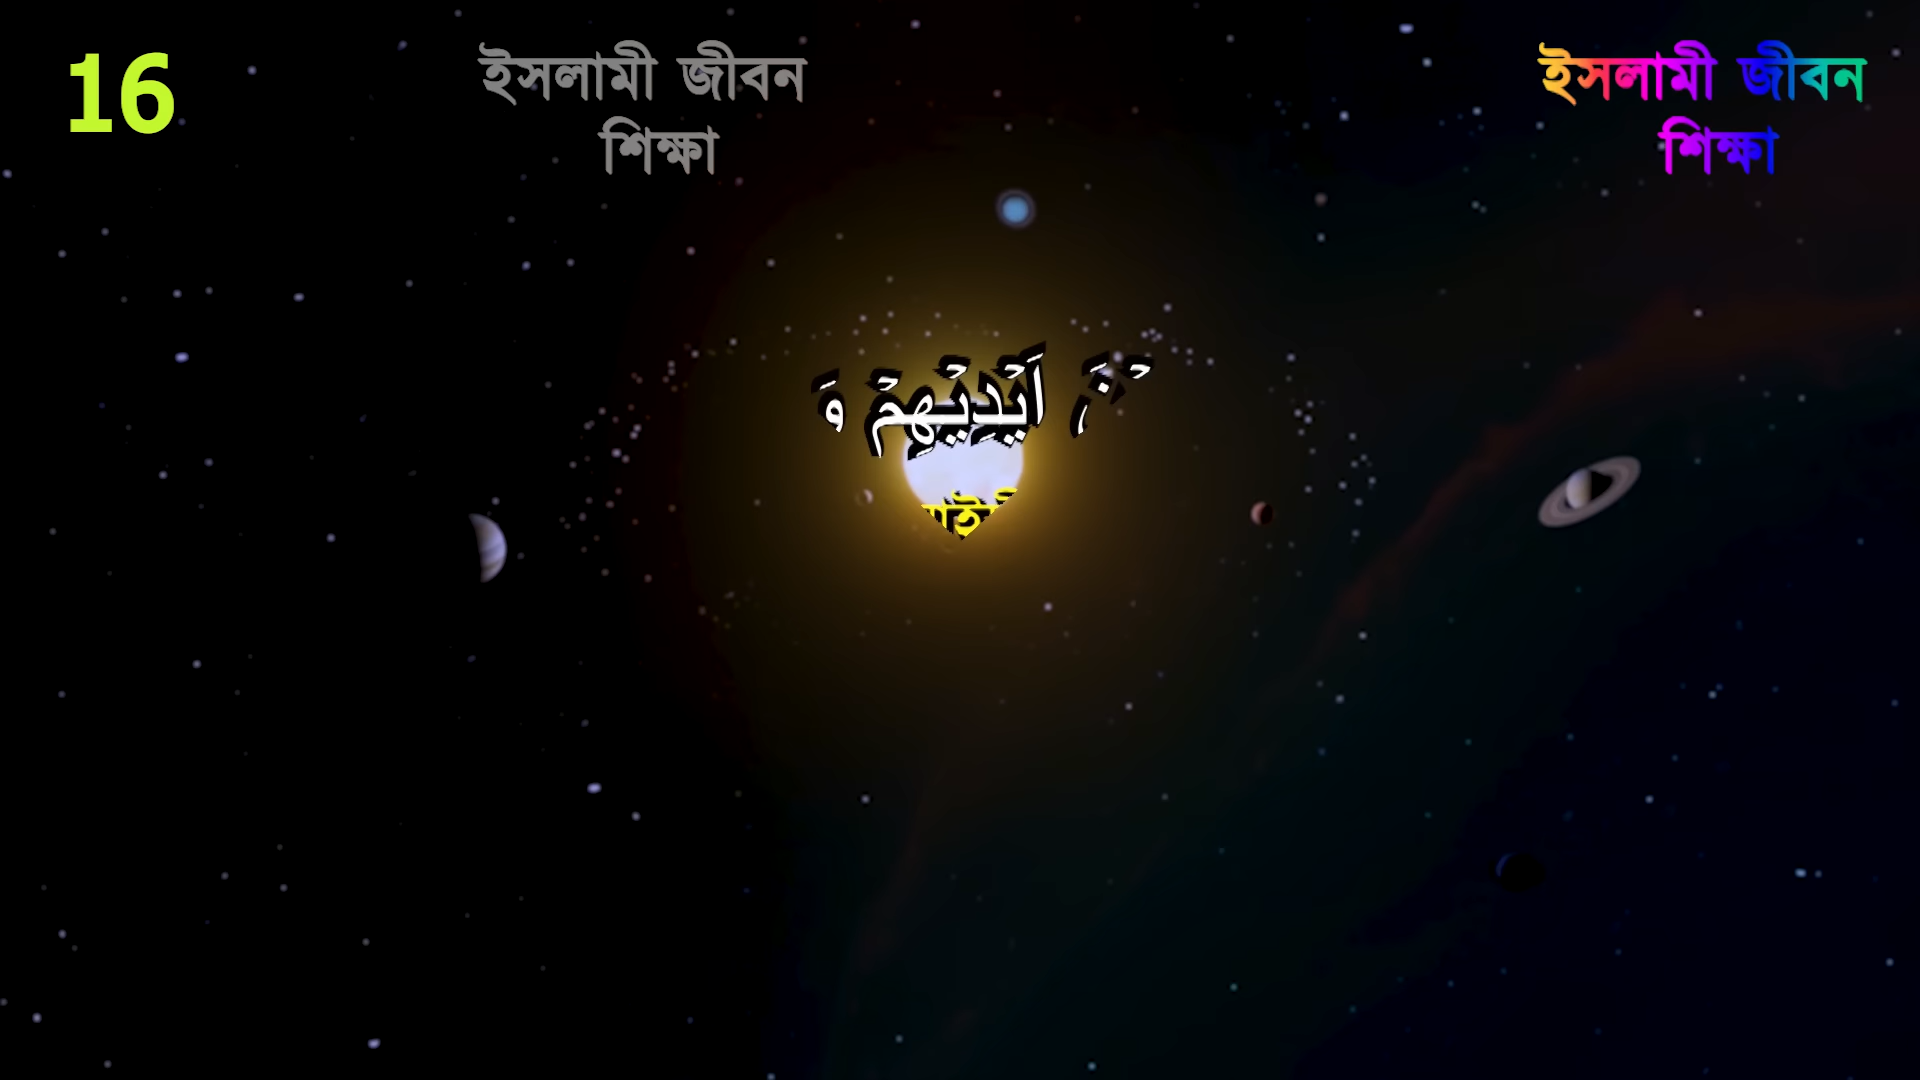 16
ইসলামী জীবন
শিক্ষা
ইসলামী জীবন
শিক্ষা
اَيْدِيْهِمْ وَ